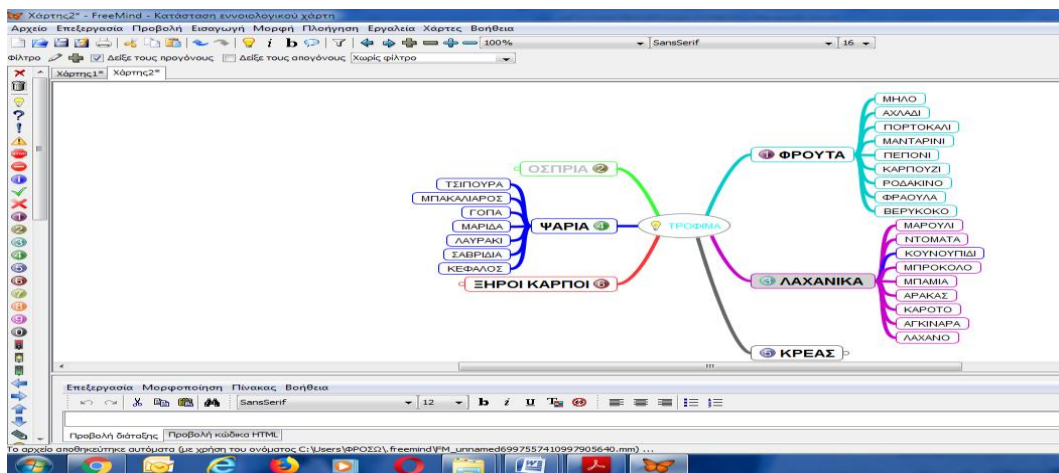 Χάρτης2* - FreeMind - Κατάσταση εννοιολογικού χάρτη
Αρχείο Επεξεργασία Προβολή Εισαγωγή Μορφή Πλοήγηση Εργαλεία Χάρτες Βοήθεια
100% SansSerif 16
Φίλτρο Δείξε τους προγόνους Δείξε τους απογόνους Χωρίς φίλτρο
Χάρτης1* Χάρτης2*
ΤΡΟΦΙΜΑ
ΟΣΠΡΙΑ
ΨΑΡΙΑ
ΤΣΙΠΟΥΡΑ
ΜΠΑΚΑΛΙΑΡΟΣ
ΓΟΠΑ
ΜΑΡΙΔΑ
ΛΑΥΡΑΚΙ
ΣΑΒΡΙΔΙΑ
ΚΕΦΑΛΟΣ
ΞΗΡΟΙ ΚΑΡΠΟΙ
ΦΡΟΥΤΑ
ΜΗΛΟ
ΑΧΛΑΔΙ
ΠΟΡΤΟΚΑΛΙ
ΜΑΝΤΑΡΙΝΙ
ΠΕΠΟΝΙ
ΚΑΡΠΟΥΖΙ
ΡΟΔΑΚΙΝΟ
ΦΡΑΟΥΛΑ
ΒΕΡΥΚΟΚΟ
ΛΑΧΑΝΙΚΑ
ΜΑΡΟΥΛΙ
ΝΤΟΜΑΤΑ
ΚΟΥΝΟΥΠΙΔΙ
ΜΠΡΟΚΟΛΟ
ΜΠΑΜΙΑ
ΑΡΑΚΑΣ
ΚΑΡΟΤΟ
ΑΓΚΙΝΑΡΑ
ΛΑΧΑΝΟ
ΚΡΕΑΣ
Επεξεργασία Μορφοποίηση Πίνακας Βοήθεια
SansSerif 12
Προβολή διάταξης Προβολή κώδικα HTML
Το αρχείο αποθηκεύτηκε αυτόματα (με χρήση του ονόματος C:\Users\ΦΡΟΣΩ\.freemind\FM_unnamed6997557410997905640.mm) ...